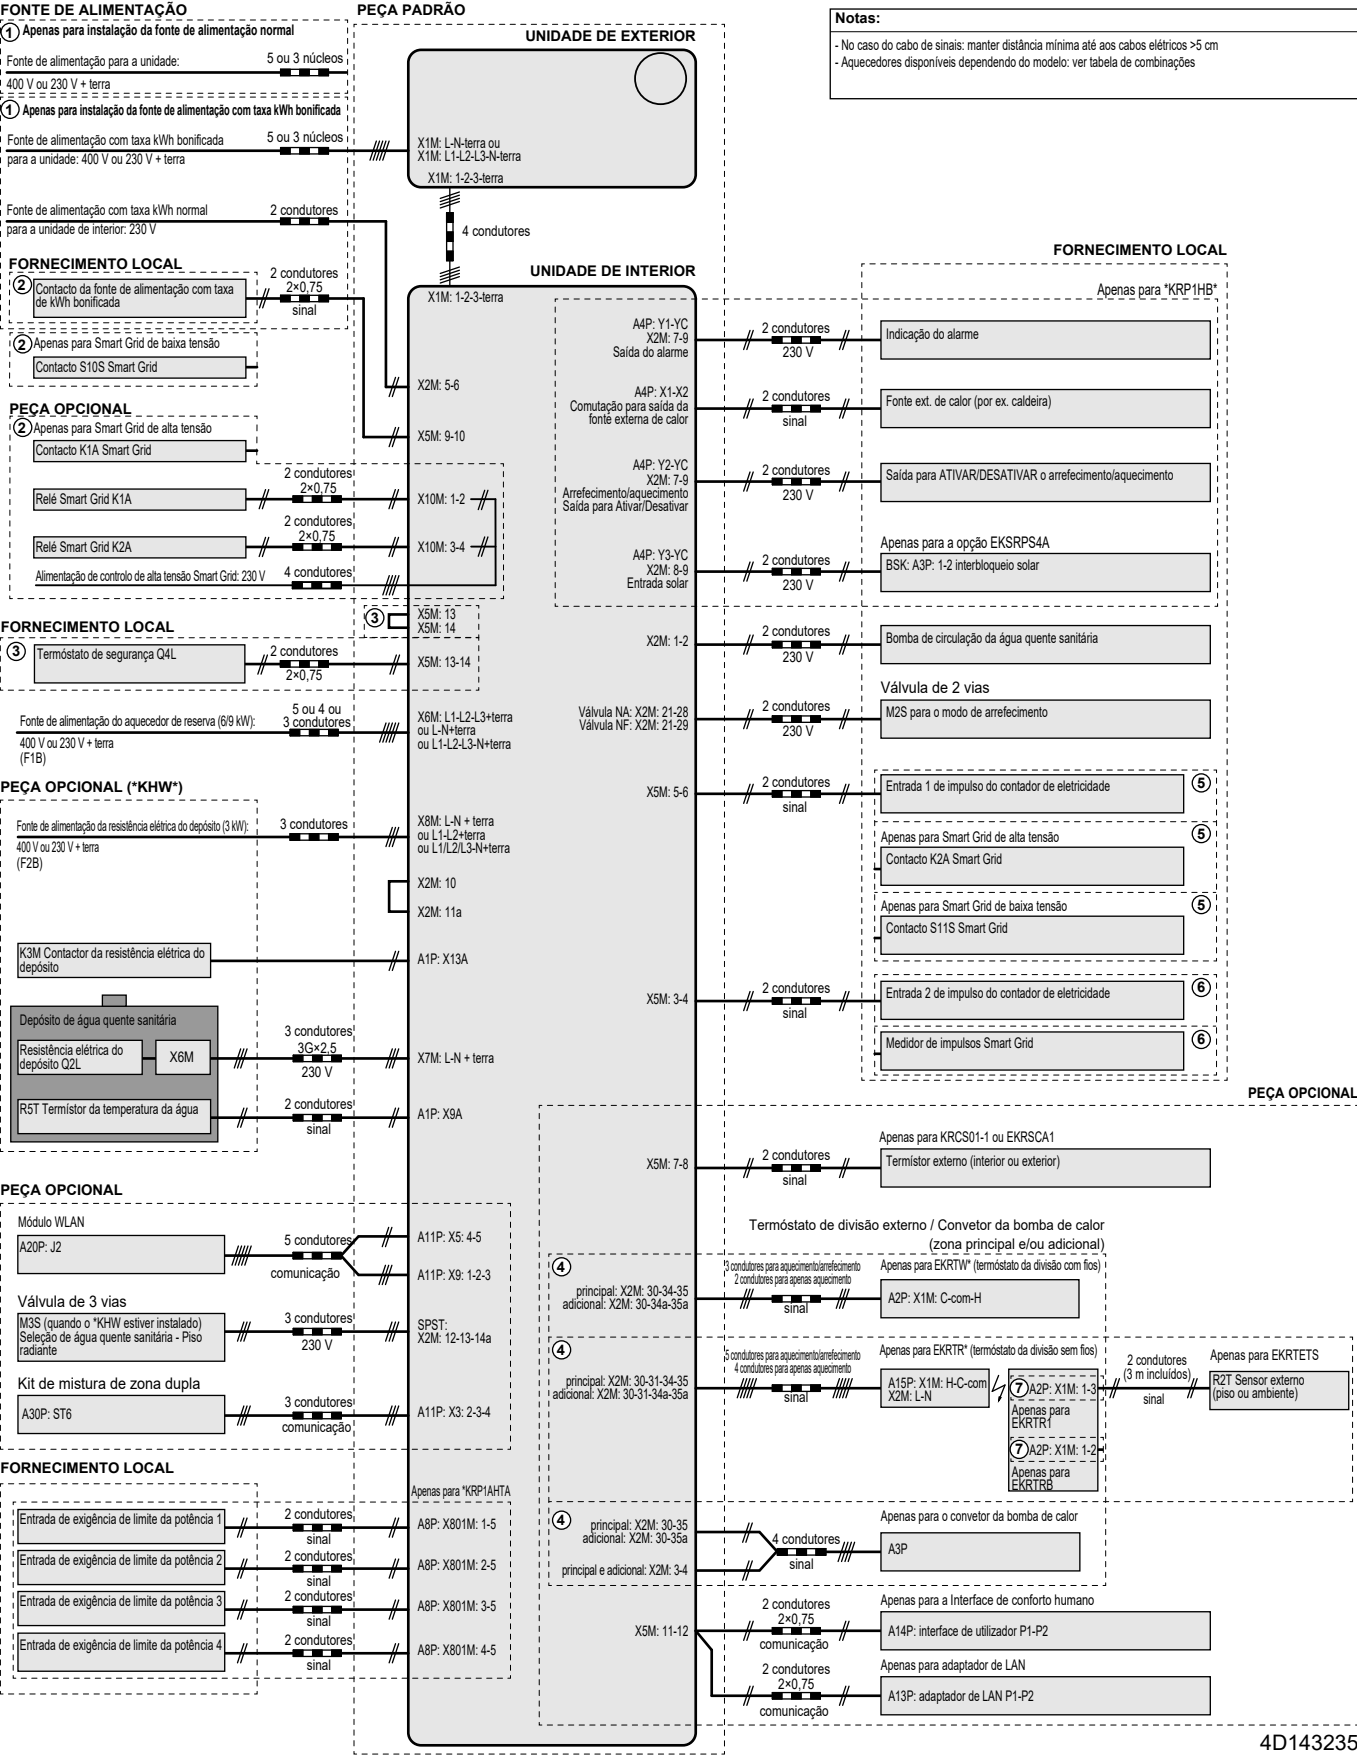 FONTE DE ALIMENTAÇÃO
① Apenas para instalação da fonte de alimentação normal
Fonte de alimentação para a unidade:
5 ou 3 núcleos
400 V ou 230 V + terra
① Apenas para instalação da fonte de alimentação com taxa kWh bonificada
Fonte de alimentação com taxa kWh bonificada
5 ou 3 núcleos
para a unidade: 400 V ou 230 V + terra
Fonte de alimentação com taxa kWh normal
2 condutores
para a unidade de interior: 230 V
FORNECIMENTO LOCAL
②
Contacto da fonte de alimentação com taxa
de kWh bonificada
2 condutores
2×0,75
sinal
② Apenas para Smart Grid de baixa tensão
Contacto S10S Smart Grid
PEÇA OPCIONAL
② Apenas para Smart Grid de alta tensão
Contacto K1A Smart Grid
Relé Smart Grid K1A
2 condutores
2×0,75
Relé Smart Grid K2A
2 condutores
2×0,75
Alimentação de controlo de alta tensão Smart Grid: 230 V
4 condutores
FORNECIMENTO LOCAL
③
Termóstato de segurança Q4L
2 condutores
2×0,75
Fonte de alimentação do aquecedor de reserva (6/9 kW):
5 ou 4 ou
3 condutores
400 V ou 230 V + terra
(F1B)
PEÇA OPCIONAL (*KHW*)
Fonte de alimentação da resistência elétrica do depósito (3 kW):
3 condutores
400 V ou 230 V + terra
(F2B)
K3M Contactor da resistência elétrica do
depósito
Depósito de água quente sanitária
Resistência elétrica do
depósito Q2L
X6M
3 condutores
3G×2,5
230 V
R5T Termístor da temperatura da água
2 condutores
sinal
PEÇA OPCIONAL
Módulo WLAN
A20P: J2
5 condutores
comunicação
Válvula de 3 vias
M3S (quando o *KHW estiver instalado)
Seleção de água quente sanitária - Piso
radiante
3 condutores
230 V
Kit de mistura de zona dupla
A30P: ST6
3 condutores
comunicação
FORNECIMENTO LOCAL
Entrada de exigência de limite da potência 1
2 condutores
sinal
Entrada de exigência de limite da potência 2
2 condutores
sinal
Entrada de exigência de limite da potência 3
2 condutores
sinal
Entrada de exigência de limite da potência 4
2 condutores
sinal
PEÇA PADRÃO
UNIDADE DE EXTERIOR
X1M: L-N-terra ou
X1M: L1-L2-L3-N-terra
X1M: 1-2-3-terra
4 condutores
UNIDADE DE INTERIOR
X1M: 1-2-3-terra
X2M: 5-6
X5M: 9-10
X10M: 1-2
X10M: 3-4
③
X5M: 13
X5M: 14
X5M: 13-14
X6M: L1-L2-L3+terra
ou L-N+terra
ou L1-L2-L3-N+terra
X8M: L-N + terra
ou L1-L2+terra
ou L1/L2/L3-N+terra
X2M: 10
X2M: 11a
A1P: X13A
X7M: L-N + terra
A1P: X9A
A11P: X5: 4-5
A11P: X9: 1-2-3
SPST:
X2M: 12-13-14a
A11P: X3: 2-3-4
Apenas para *KRP1AHTA
A8P: X801M: 1-5
A8P: X801M: 2-5
A8P: X801M: 3-5
A8P: X801M: 4-5
Notas:
- No caso do cabo de sinais: manter distância mínima até aos cabos elétricos >5 cm
- Aquecedores disponíveis dependendo do modelo: ver tabela de combinações
FORNECIMENTO LOCAL
Apenas para *KRP1HB*
A4P: Y1-YC
X2M: 7-9
Saída do alarme
2 condutores
230 V
Indicação do alarme
A4P: X1-X2
Comutação para saída da
fonte externa de calor
2 condutores
sinal
Fonte ext. de calor (por ex. caldeira)
A4P: Y2-YC
X2M: 7-9
Arrefecimento/aquecimento
Saída para Ativar/Desativar
2 condutores
230 V
Saída para ATIVAR/DESATIVAR o arrefecimento/aquecimento
A4P: Y3-YC
X2M: 8-9
Entrada solar
2 condutores
230 V
Apenas para a opção EKSRPS4A
BSK: A3P: 1-2 interbloqueio solar
X2M: 1-2
2 condutores
230 V
Bomba de circulação da água quente sanitária
Válvula de 2 vias
Válvula NA: X2M: 21-28
Válvula NF: X2M: 21-29
2 condutores
230 V
M2S para o modo de arrefecimento
X5M: 5-6
2 condutores
sinal
Entrada 1 de impulso do contador de eletricidade
⑤
Apenas para Smart Grid de alta tensão
⑤
Contacto K2A Smart Grid
Apenas para Smart Grid de baixa tensão
⑤
Contacto S11S Smart Grid
X5M: 3-4
2 condutores
sinal
Entrada 2 de impulso do contador de eletricidade
⑥
Medidor de impulsos Smart Grid
⑥
PEÇA OPCIONAL
Apenas para KRCS01-1 ou EKRSCA1
X5M: 7-8
2 condutores
sinal
Termístor externo (interior ou exterior)
Termóstato de divisão externo / Convetor da bomba de calor
(zona principal e/ou adicional)
④
principal: X2M: 30-34-35
adicional: X2M: 30-34a-35a
3 condutores para aquecimento/arrefecimento
2 condutores para apenas aquecimento
sinal
Apenas para EKRTW* (termóstato da divisão com fios)
A2P: X1M: C-com-H
④
principal: X2M: 30-31-34-35
adicional: X2M: 30-31-34a-35a
5 condutores para aquecimento/arrefecimento
4 condutores para apenas aquecimento
sinal
Apenas para EKRTR* (termóstato da divisão sem fios)
A15P: X1M: H-C-com
X2M: L-N
⑦ A2P: X1M: 1-3
Apenas para
EKRTR1
⑦ A2P: X1M: 1-2
Apenas para
EKRTRB
2 condutores
(3 m incluídos)
sinal
Apenas para EKRTETS
R2T Sensor externo
(piso ou ambiente)
④
principal: X2M: 30-35
adicional: X2M: 30-35a
principal e adicional: X2M: 3-4
4 condutores
sinal
Apenas para o convetor da bomba de calor
A3P
X5M: 11-12
2 condutores
2×0,75
comunicação
Apenas para a Interface de conforto humano
A14P: interface de utilizador P1-P2
2 condutores
2×0,75
comunicação
Apenas para adaptador de LAN
A13P: adaptador de LAN P1-P2
4D143235